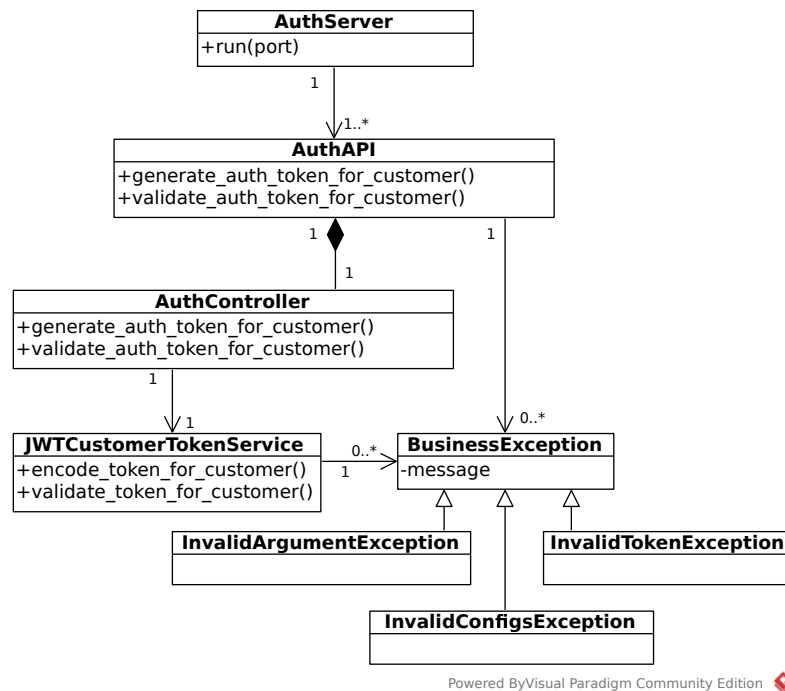 AuthServer
+run(port)
1
1..*
AuthAPI
+generate_auth_token_for_customer()
+validate_auth_token_for_customer()
1
1
1
AuthController
+generate_auth_token_for_customer()
+validate_auth_token_for_customer()
1
1
0..*
JWTCustomerTokenService
+encode_token_for_customer()
+validate_token_for_customer()
0..*
1
BusinessException
-message
InvalidArgumentException
InvalidTokenException
InvalidConfigsException
Powered ByVisual Paradigm Community Edition